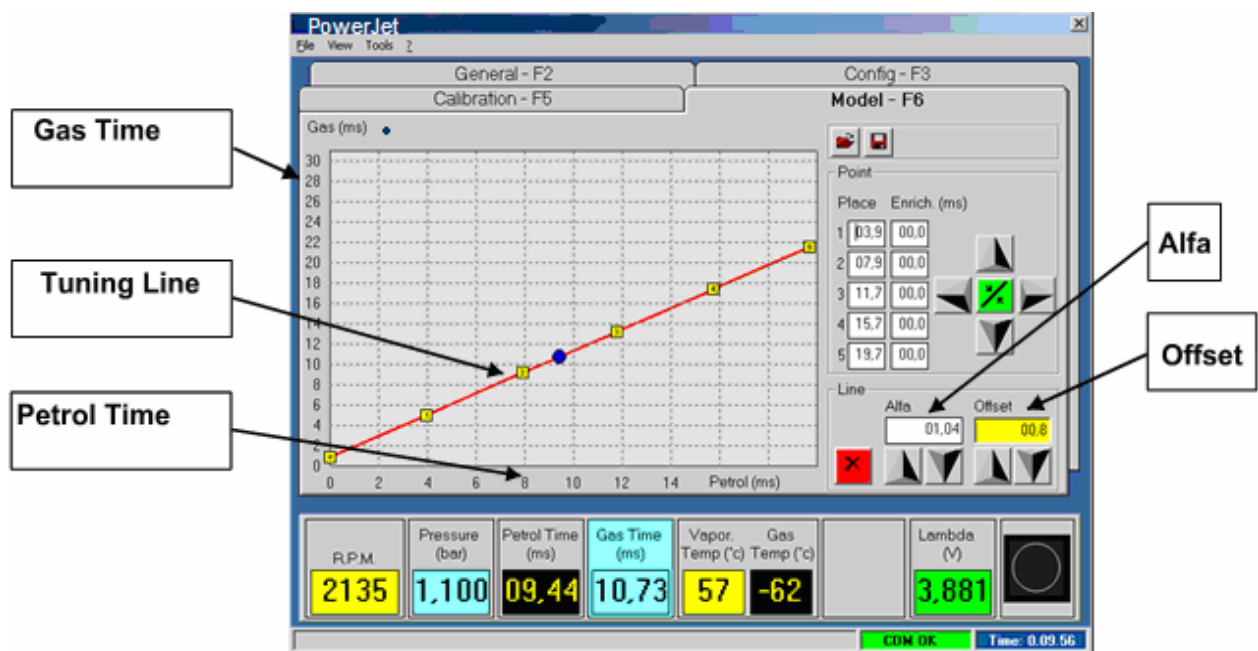 PowerJet
File View Tools ?
General - F2
Config - F3
Calibration - F5
Model - F6
Gas Time
Gas (ms)
30
28
26
24
22
20
18
16
14
12
10
8
6
4
2
0
0 2 4 6 8 10 12 14 Petrol (ms)
Tuning Line
Petrol Time
Point
Place Enrich. (ms)
1 03,9 00,0
2 07,9 00,0
3 11,7 00,0
4 15,7 00,0
5 19,7 00,0
Line
Alfa Offset
01,04 00,8
Alfa
Offset
R.P.M.
2135
Pressure
(bar)
1,100
Petrol Time
(ms)
09,44
Gas Time
(ms)
10,73
Vapor. Gas
Temp (°c) Temp (°c)
57 -62
Lambda
(V)
3,881
COM OK
Time: 0.09.56